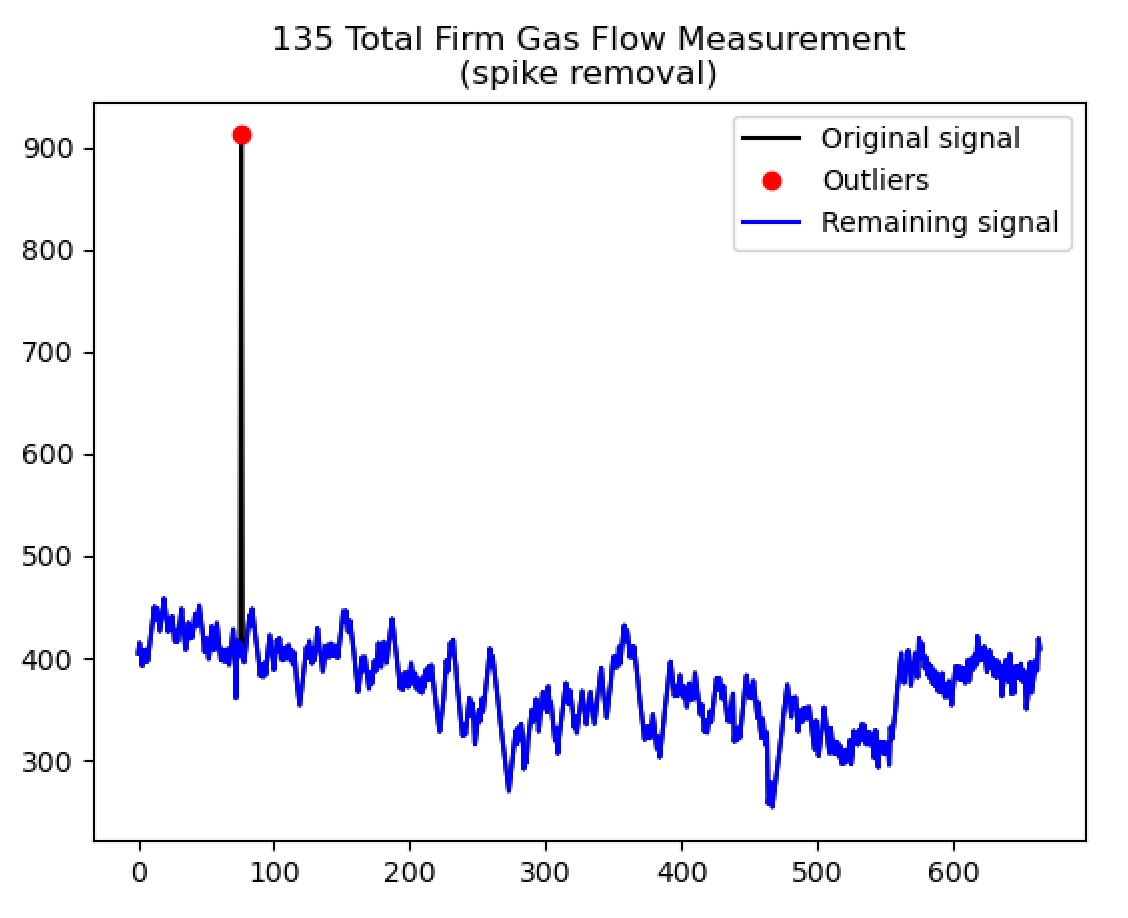 135 Total Firm Gas Flow Measurement
(spike removal)
Original signal
Outliers
Remaining signal
900
800
700
600
500
400
300
0 100 200 300 400 500 600